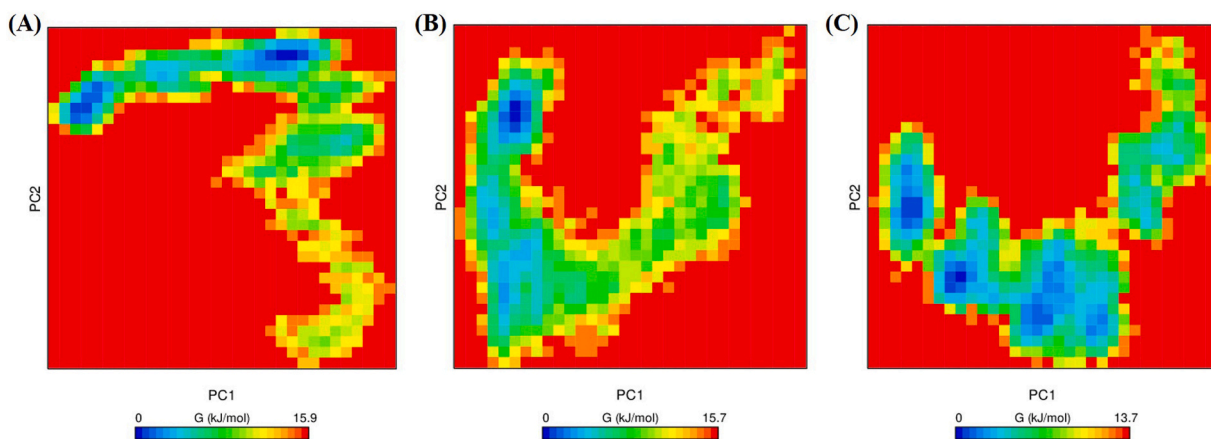 (A)
PC2
PC1
0 G (kJ/mol) 15.9
(B)
PC2
PC1
0 G (kJ/mol) 15.7
(C)
PC2
PC1
0 G (kJ/mol) 13.7